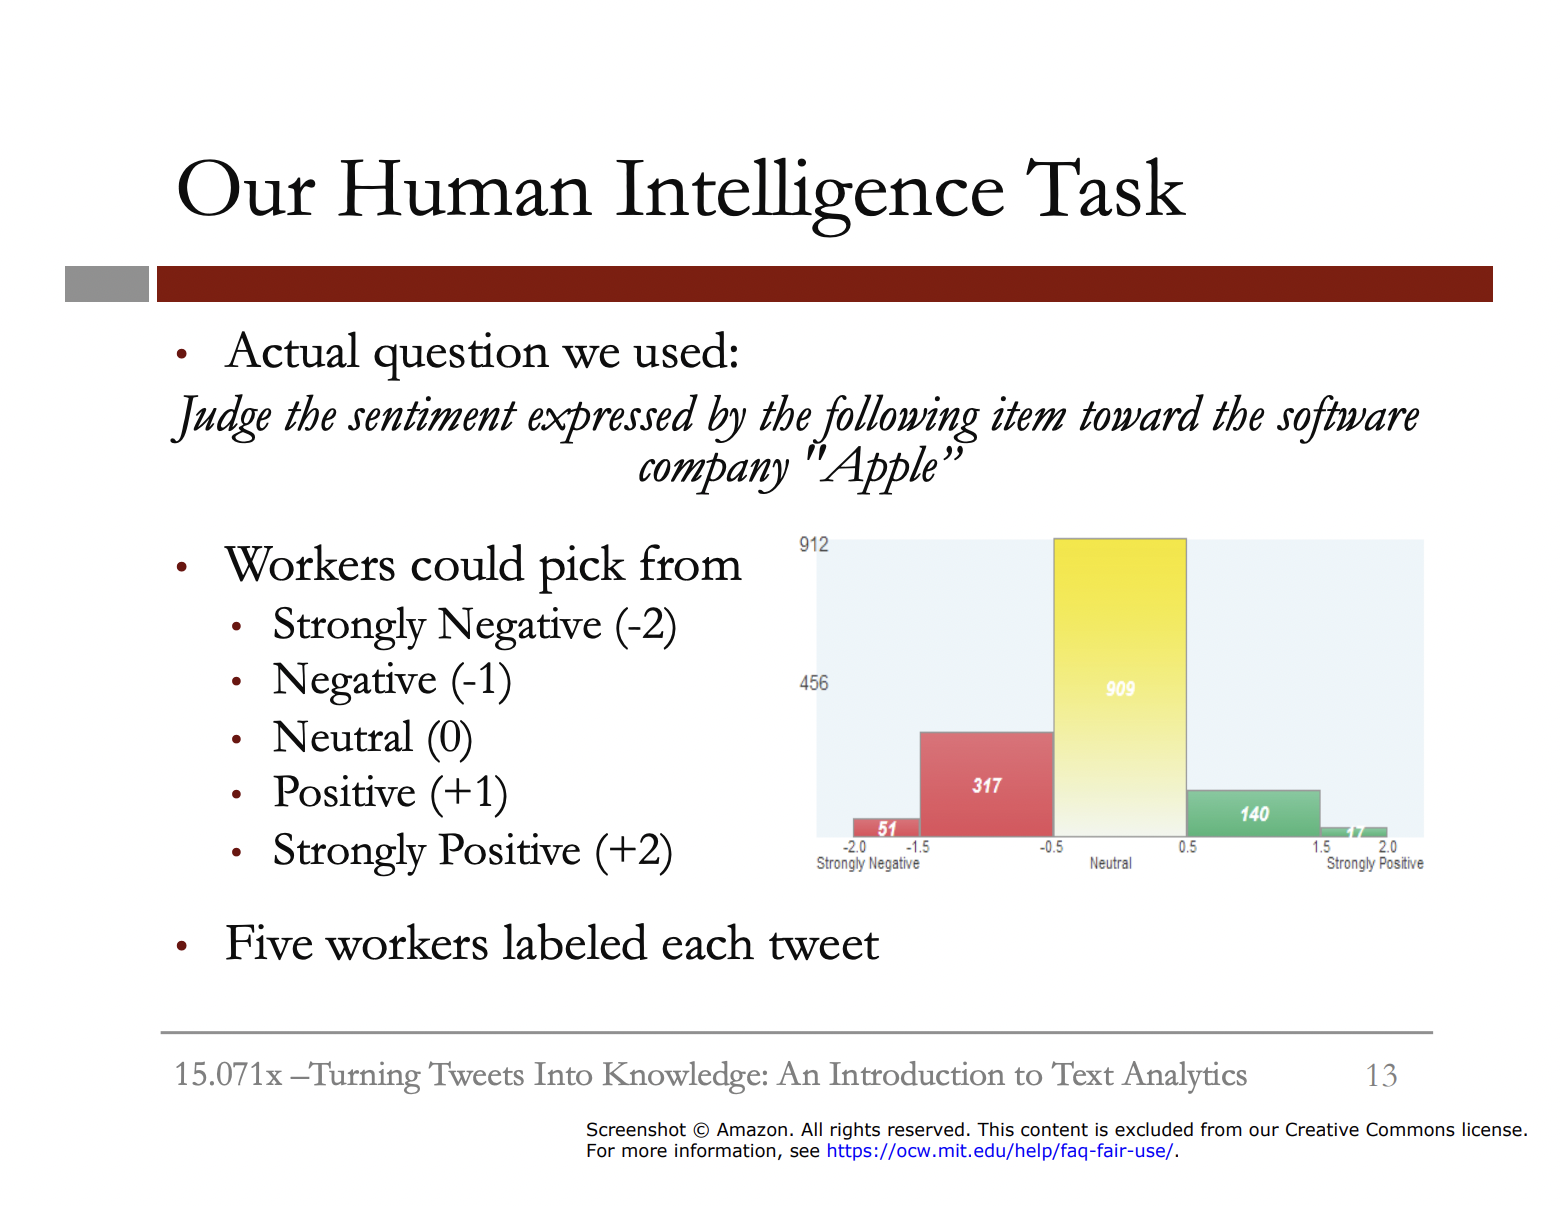 Our Human Intelligence Task
• Actual question we used:
Judge the sentiment expressed by the following item toward the software
company "Apple”
• Workers could pick from
• Strongly Negative (-2)
• Negative (-1)
• Neutral (0)
• Positive (+1)
• Strongly Positive (+2)
• Five workers labeled each tweet
912
456
51
317
909
140
17
-2.0 -1.5 -0.5 0.5 1.5 2.0
Strongly Negative Neutral Strongly Positive
15.071x –Turning Tweets Into Knowledge: An Introduction to Text Analytics 13
Screenshot © Amazon. All rights reserved. This content is excluded from our Creative Commons license.
For more information, see https://ocw.mit.edu/help/faq-fair-use/.